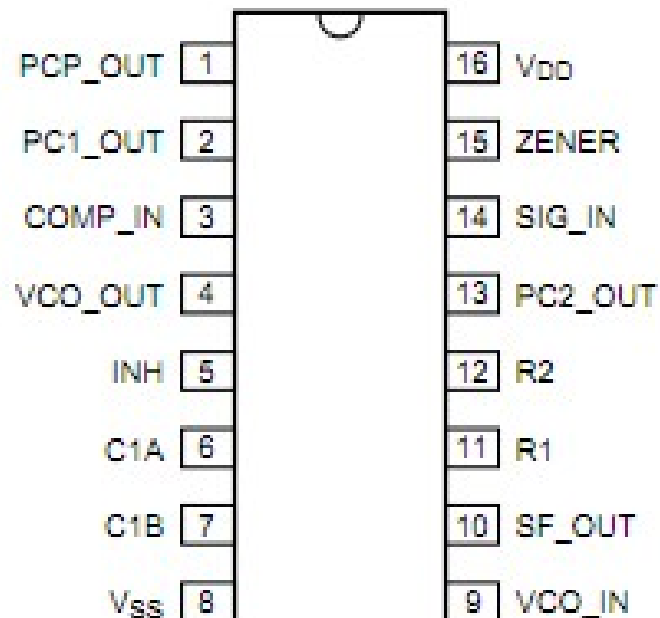 PCP_OUT 1 16 VDD
PC1_OUT 2 15 ZENER
COMP_IN 3 14 SIG_IN
VCO_OUT 4 13 PC2_OUT
INH 5 12 R2
C1A 6 11 R1
C1B 7 10 SF_OUT
VSS 8 9 VCO_IN